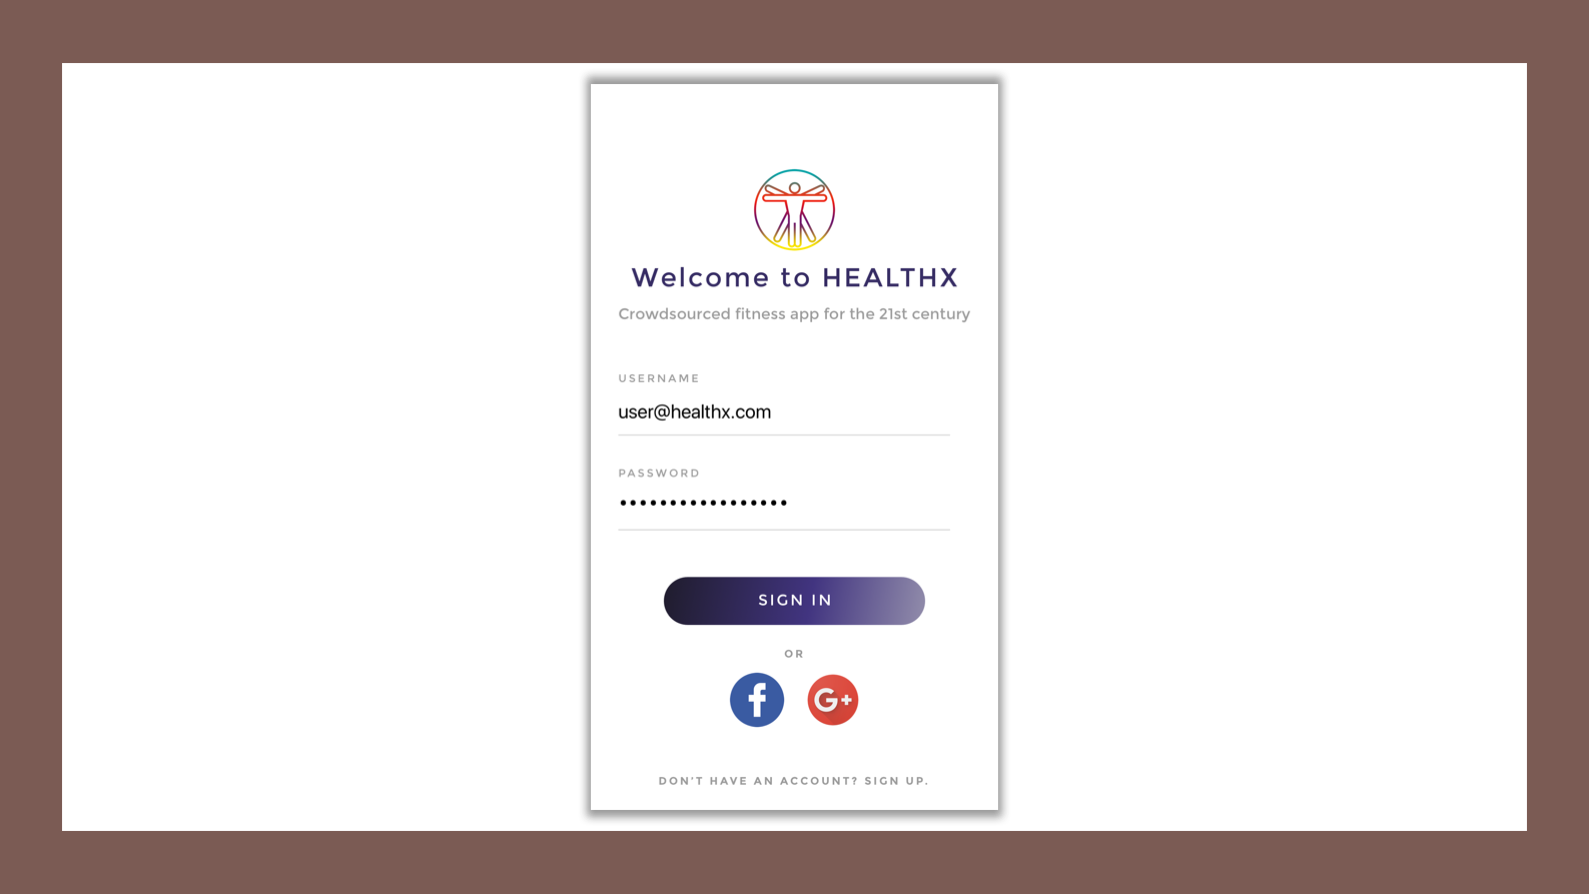 Welcome to HEALTHX
Crowdsourced fitness app for the 21st century
USERNAME
user@healthx.com
PASSWORD
•••••••••••••••••
SIGN IN
OR
f G+
DON'T HAVE AN ACCOUNT? SIGN UP.